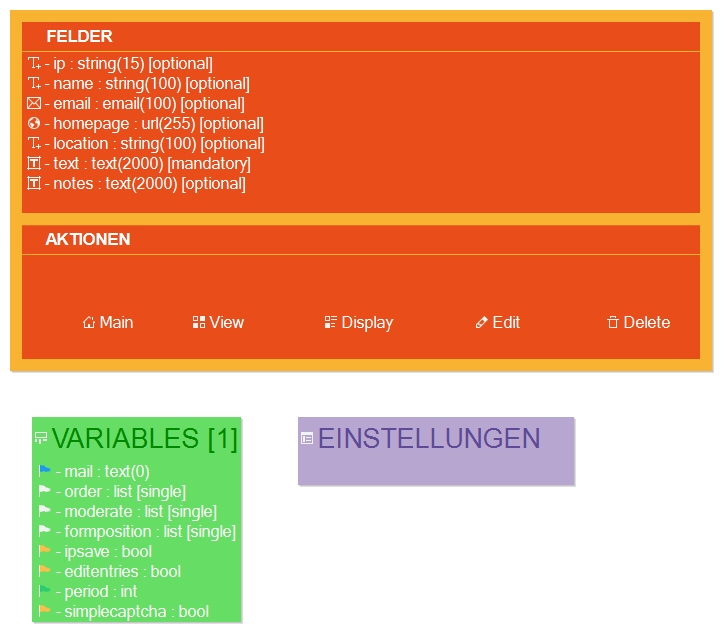 FELDER
- ip : string(15) [optional]
- name : string(100) [optional]
- email : email(100) [optional]
- homepage : url(255) [optional]
- location : string(100) [optional]
- text : text(2000) [mandatory]
- notes : text(2000) [optional]
AKTIONEN
Main View Display Edit Delete
VARIABLES [1]
- mail : text(0)
- order : list [single]
- moderate : list [single]
- formposition : list [single]
- ipsave : bool
- editentries : bool
- period : int
- simplecaptcha : bool
EINSTELLUNGEN